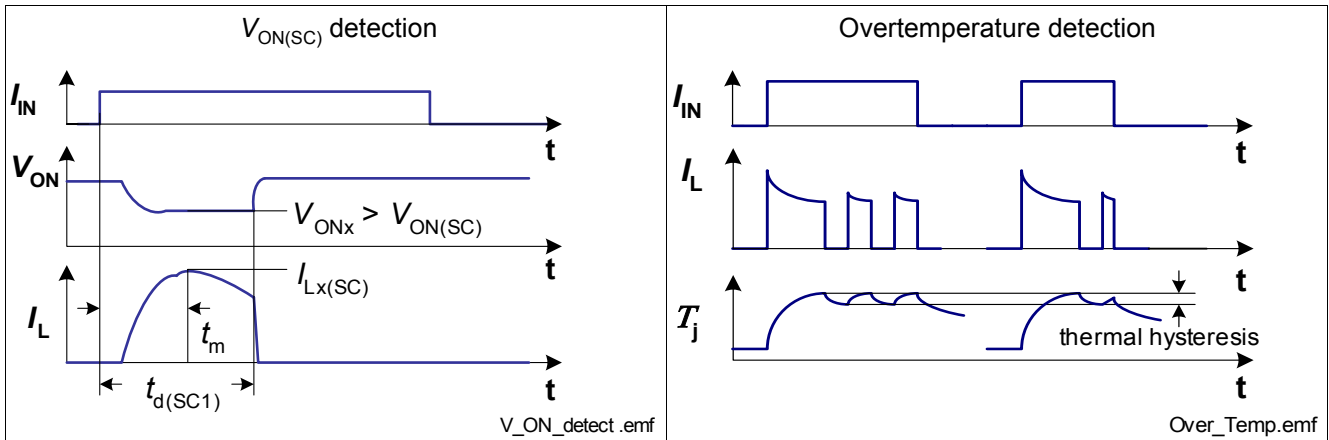 V_ON(SC) detection
I_IN
t
V_ON
V_ONx > V_ON(SC)
t
I_Lx(SC)
I_L
t_m
t
t_d(SC1)
V_ON_detect .emf
Overtemperature detection
I_IN
t
I_L
t
T_j
thermal hysteresis
t
Over_Temp.emf